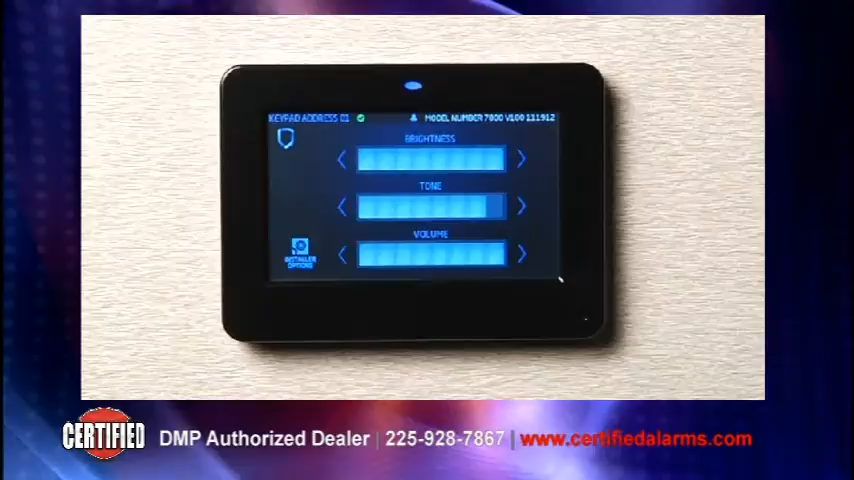 KEYPAD ADDRESS 01 MODEL NUMBER 7800 V100 111912
BRIGHTNESS
TONE
VOLUME
INSTALLER
OPTIONS
CERTIFIED
DMP Authorized Dealer | 225-928-7867 | www.certifiedalarms.com